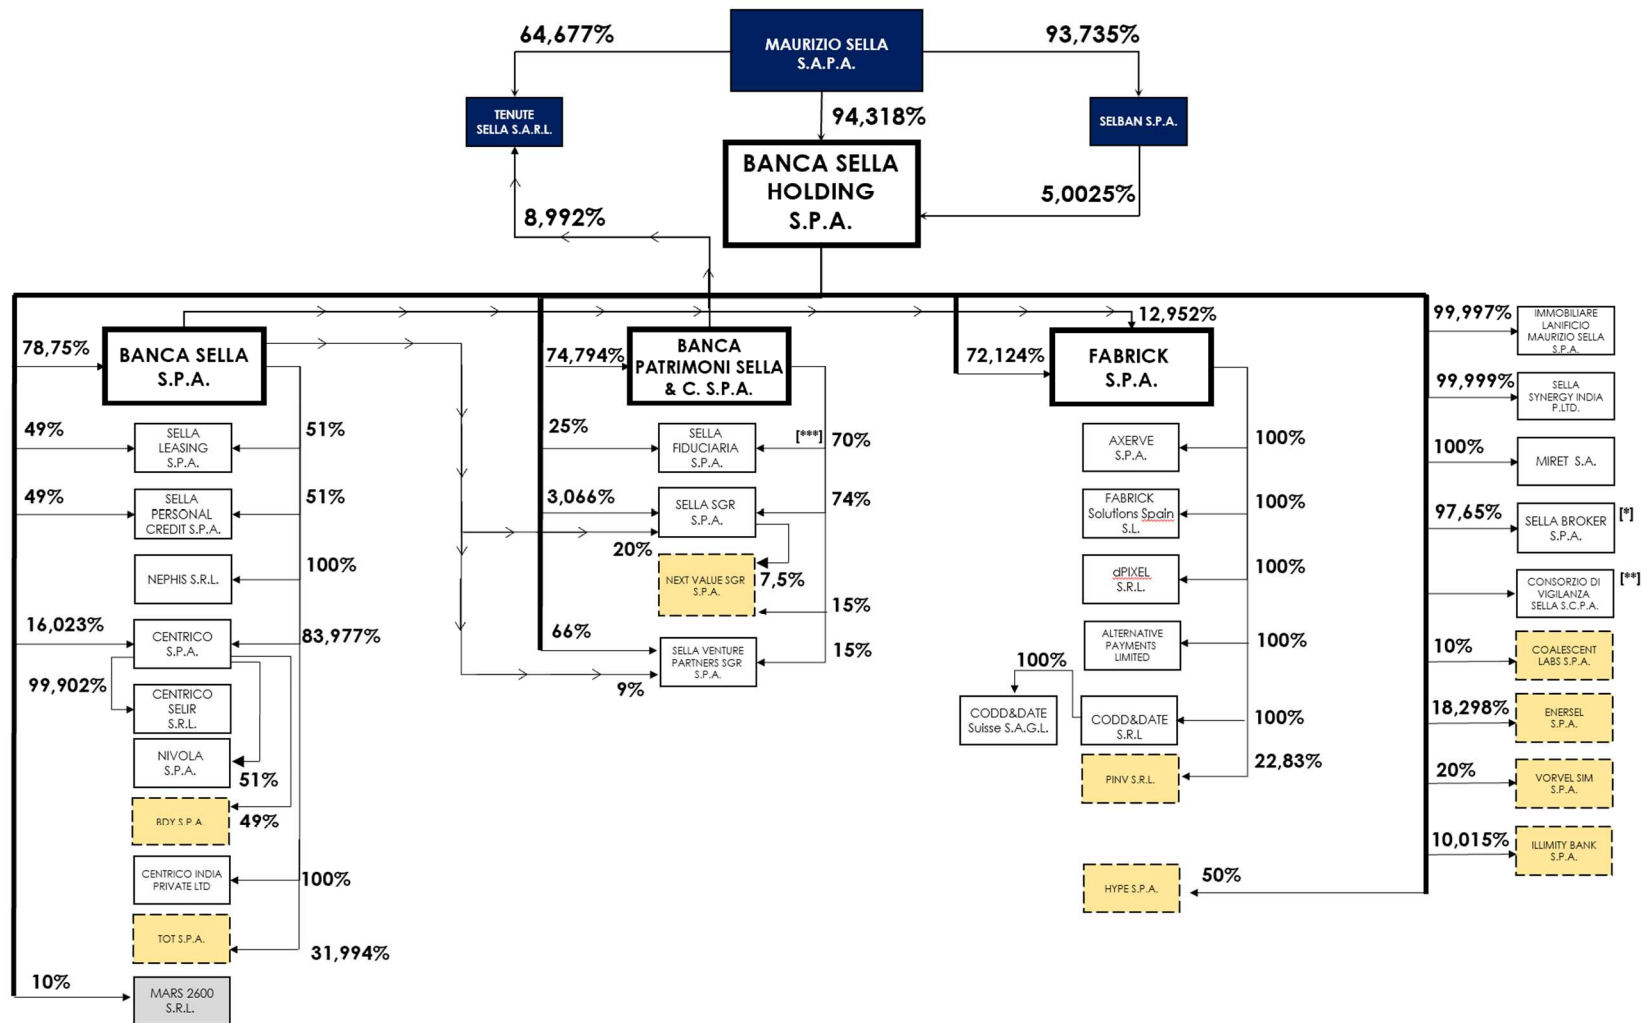 64,677%
MAURIZIO SELLA
S.A.P.A.
93,735%
TENUTE
SELLA S.A.R.L.
94,318%
SELBAN S.P.A.
BANCA SELLA
HOLDING
S.P.A.
5,0025%
8,992%
12,952%
78,75%
BANCA SELLA
S.P.A.
74,794%
BANCA
PATRIMONI SELLA
& C. S.P.A.
72,124%
FABRICK
S.P.A.
49%
SELLA
LEASING
S.P.A.
51%
49%
SELLA
PERSONAL
CREDIT S.P.A.
51%
NEPHIS S.R.L.
100%
16,023%
CENTRICO
S.P.A.
83,977%
99,902%
CENTRICO
SELIR
S.R.L.
NIVOLA
S.P.A.
51%
BDY S.P.A.
49%
CENTRICO INDIA
PRIVATE LTD
100%
TOT S.P.A.
31,994%
10%
MARS 2600
S.R.L.
25%
SELLA
FIDUCIARIA
S.P.A.
[***]
70%
3,066%
SELLA SGR
S.P.A.
74%
20%
NEXT VALUE SGR
S.P.A.
7,5%
15%
66%
SELLA VENTURE
PARTNERS SGR
S.P.A.
15%
9%
AXERVE
S.P.A.
100%
FABRICK
Solutions Spain
S.L.
100%
dPIXEL
S.R.L.
100%
ALTERNATIVE
PAYMENTS
LIMITED
100%
100%
CODD&DATE
Suisse S.A.G.L.
CODD&DATE
S.R.L
100%
PINV S.R.L.
22,83%
HYPE S.P.A.
50%
99,997%
IMMOBILIARE
LANIFICIO
MAURIZIO SELLA
S.P.A.
99,999%
SELLA
SYNERGY INDIA
P.LTD.
100%
MIRET S.A.
97,65%
SELLA BROKER
S.P.A.
[*]
CONSORZIO DI
VIGILANZA
SELLA S.C.P.A.
[**]
10%
COALESCENT
LABS S.P.A.
18,298%
ENERSEL
S.P.A.
20%
VORVEL SIM
S.P.A.
10,015%
ILLIMITY BANK
S.P.A.